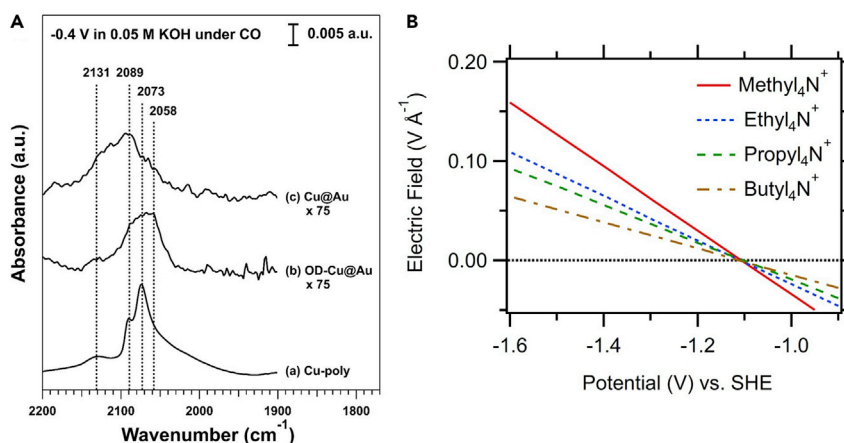 A
-0.4 V in 0.05 M KOH under CO
0.005 a.u.
2131 2089
2073
2058
(c) Cu@Au
x 75
(b) OD-Cu@Au
x 75
(a) Cu-poly
Absorbance (a.u.)
2200 2100 2000 1900 1800
Wavenumber (cm⁻¹)
B
0.20
0.10
0.00
Electric Field (V Å⁻¹)
Methyl₄N⁺
Ethyl₄N⁺
Propyl₄N⁺
Butyl₄N⁺
-1.6 -1.4 -1.2 -1.0
Potential (V) vs. SHE